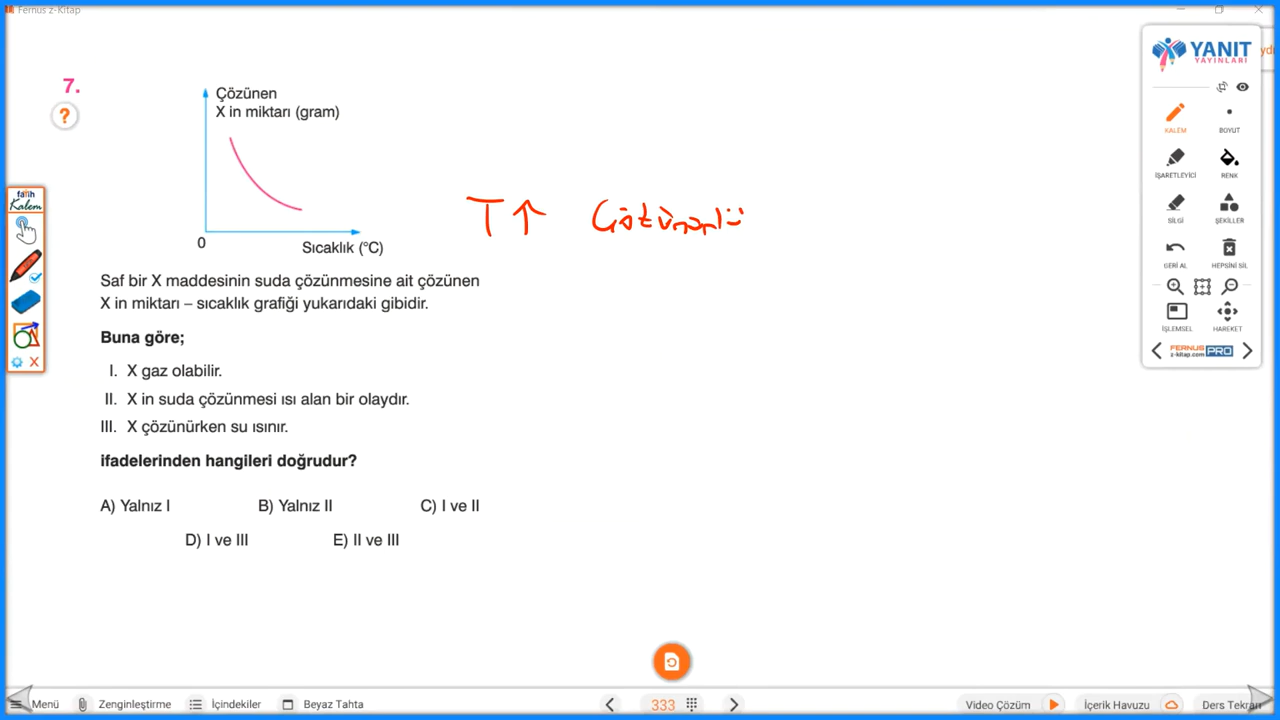 Fernus z-Kitap
YANIT
YAYINLARI
7.
?
Çözünen
X in miktarı (gram)
0
Sıcaklık (°C)
T↑ Çözünürlü
Saf bir X maddesinin suda çözünmesine ait çözünen
X in miktarı – sıcaklık grafiği yukarıdaki gibidir.
Buna göre;
I. X gaz olabilir.
II. X in suda çözünmesi ısı alan bir olaydır.
III. X çözünürken su ısınır.
ifadelerinden hangileri doğrudur?
A) Yalnız I B) Yalnız II C) I ve II
D) I ve III E) II ve III
fatih
Kalem
X
KALEM BOYUT
İŞARETLEYİCİ RENK
SİLGİ ŞEKİLLER
GERİ AL HEPSİNİ SİL
İŞLEMSEL HAREKET
FERNUS
z-kitap.com PRO
Menü Zenginleştirme İçindekiler Beyaz Tahta 333 Video Çözüm İçerik Havuzu Ders Tekrarı